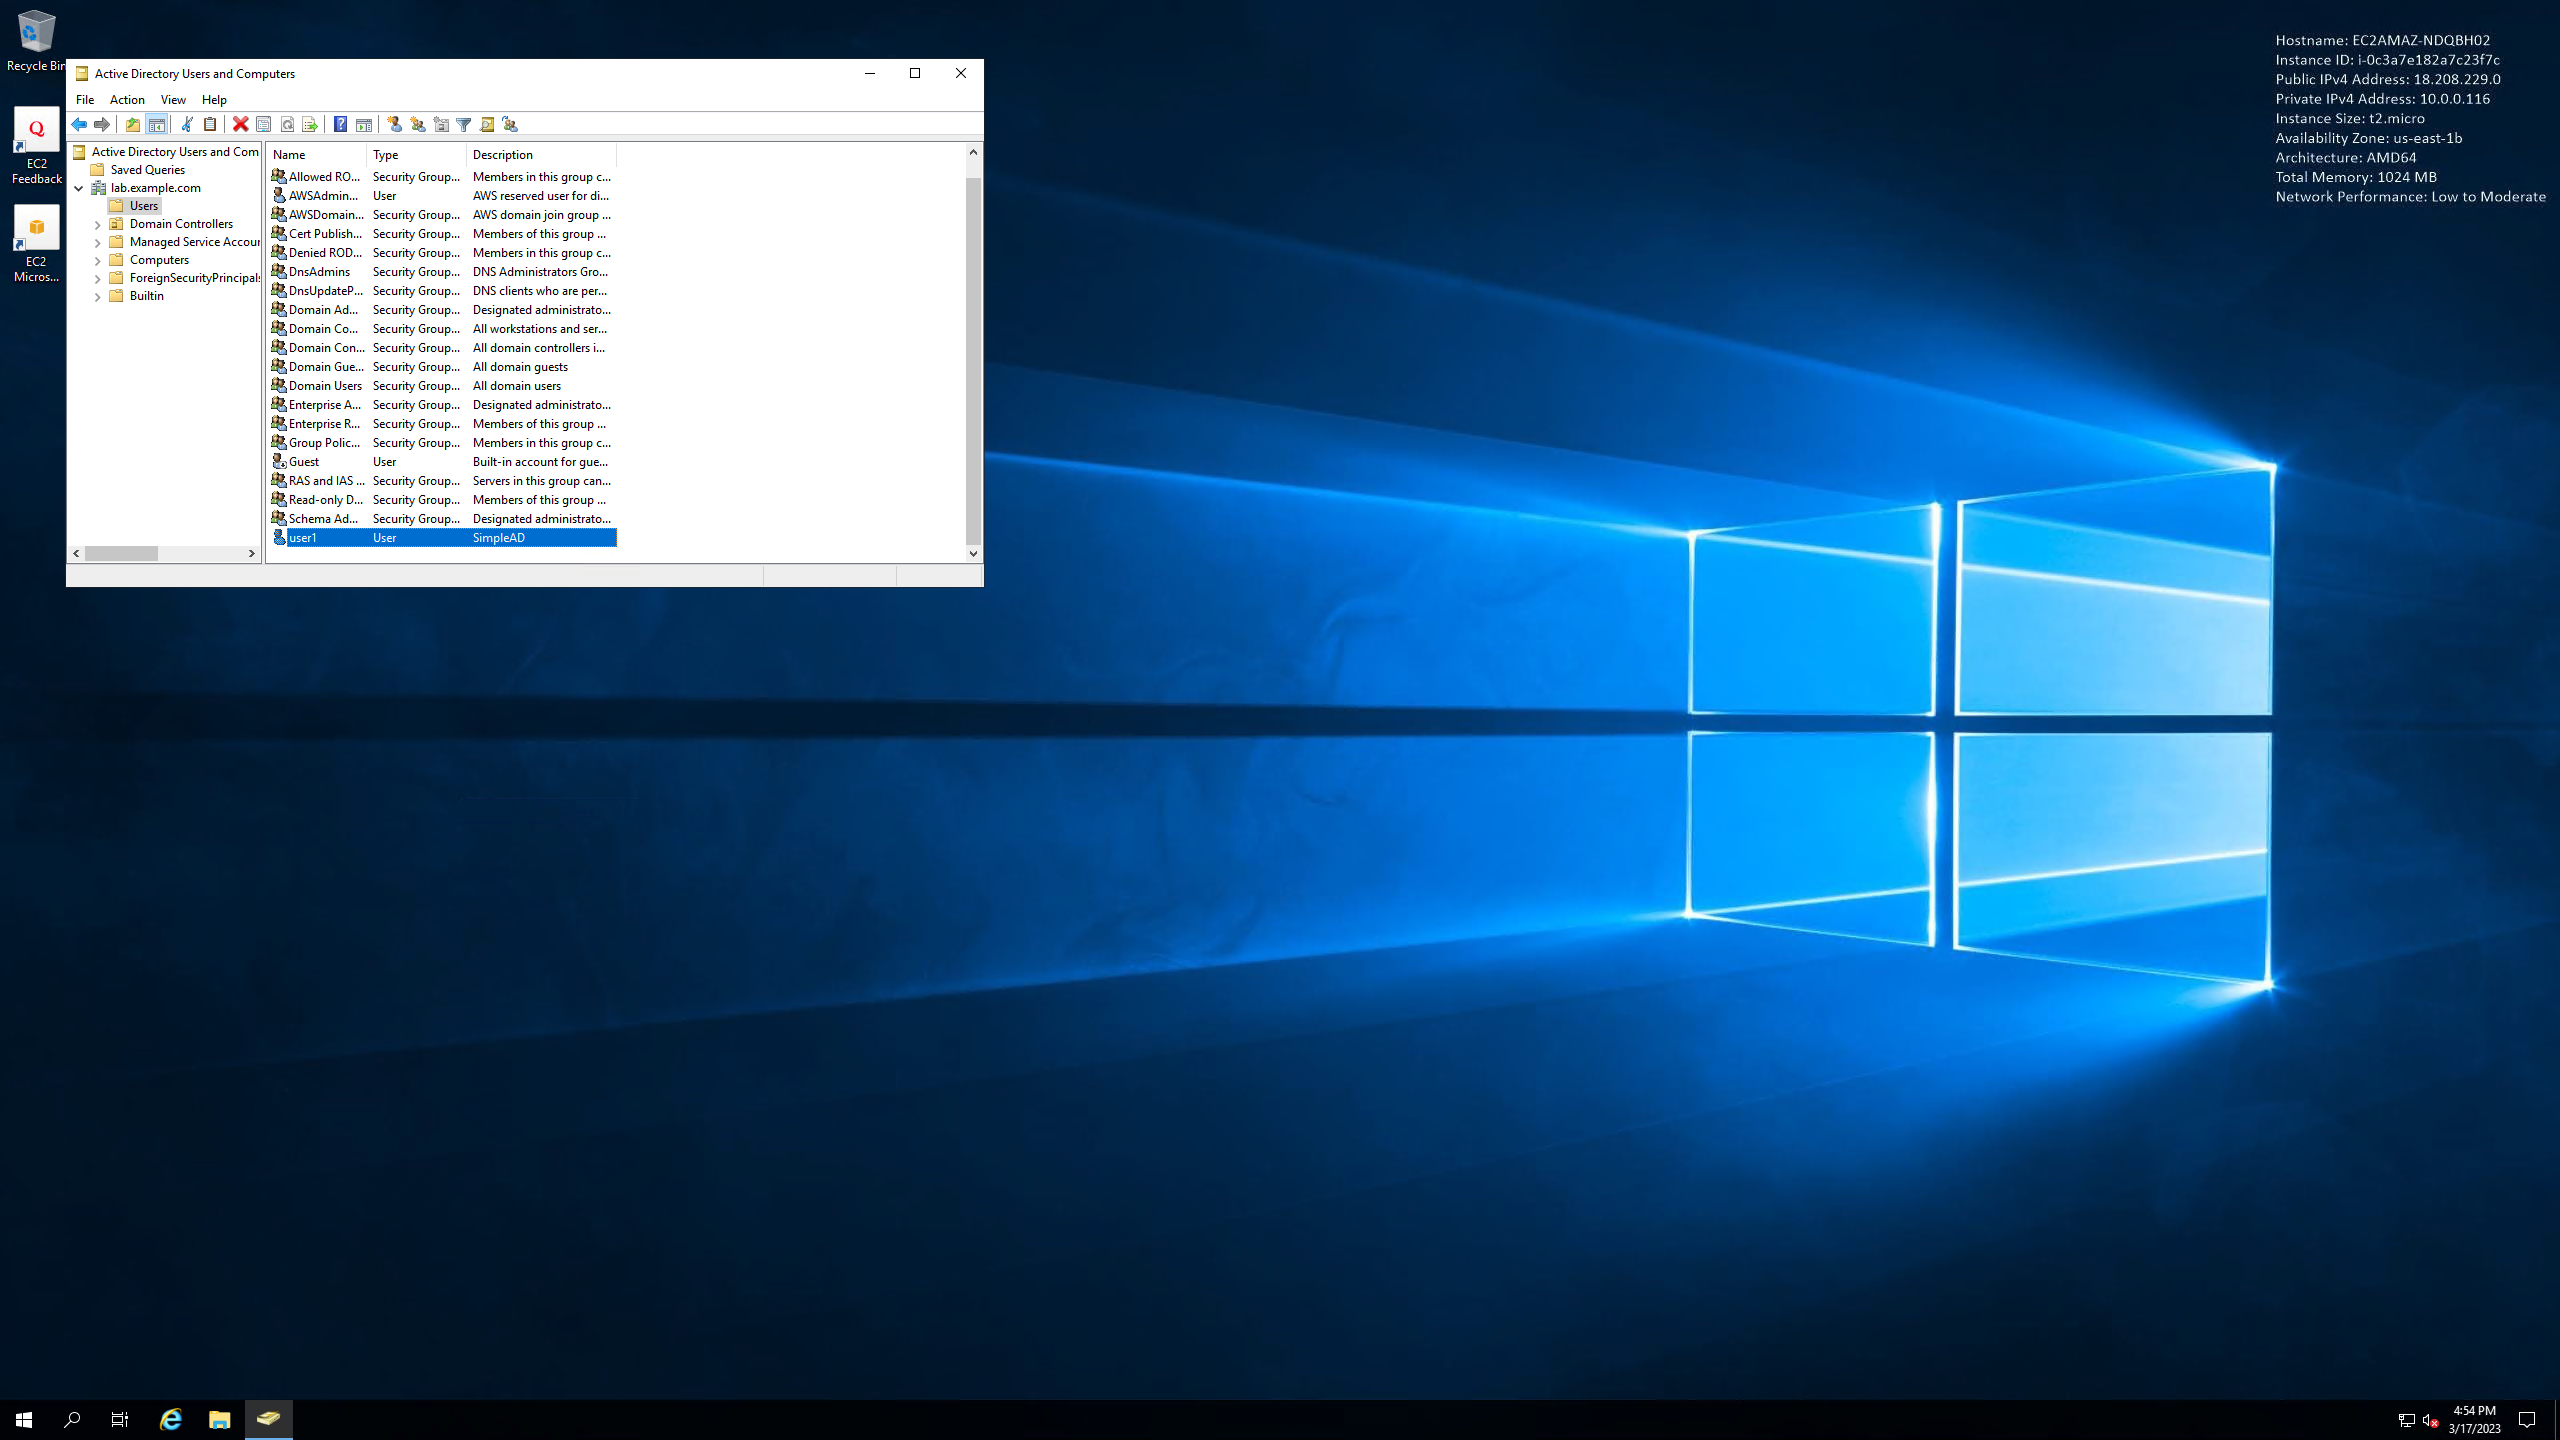 Recycle Bin
EC2
Feedback
EC2
Micros...
Active Directory Users and Computers
File Action View Help
Active Directory Users and Com
Saved Queries
lab.example.com
Users
Domain Controllers
Managed Service Accour
Computers
ForeignSecurityPrincipals
Builtin
Name Type Description
Allowed RO... Security Group... Members in this group c...
AWSAdmin... User AWS reserved user for di...
AWSDomain... Security Group... AWS domain join group ...
Cert Publish... Security Group... Members of this group ...
Denied ROD... Security Group... Members in this group c...
DnsAdmins Security Group... DNS Administrators Gro...
DnsUpdateP... Security Group... DNS clients who are per...
Domain Ad... Security Group... Designated administrato...
Domain Co... Security Group... All workstations and ser...
Domain Con... Security Group... All domain controllers i...
Domain Gue... Security Group... All domain guests
Domain Users Security Group... All domain users
Enterprise A... Security Group... Designated administrato...
Enterprise R... Security Group... Members of this group ...
Group Polic... Security Group... Members in this group c...
Guest User Built-in account for gue...
RAS and IAS ... Security Group... Servers in this group can...
Read-only D... Security Group... Members of this group ...
Schema Ad... Security Group... Designated administrato...
user1 User SimpleAD
Hostname: EC2AMAZ-NDQBH02
Instance ID: i-0c3a7e182a7c23f7c
Public IPv4 Address: 18.208.229.0
Private IPv4 Address: 10.0.0.116
Instance Size: t2.micro
Availability Zone: us-east-1b
Architecture: AMD64
Total Memory: 1024 MB
Network Performance: Low to Moderate
4:54 PM
3/17/2023